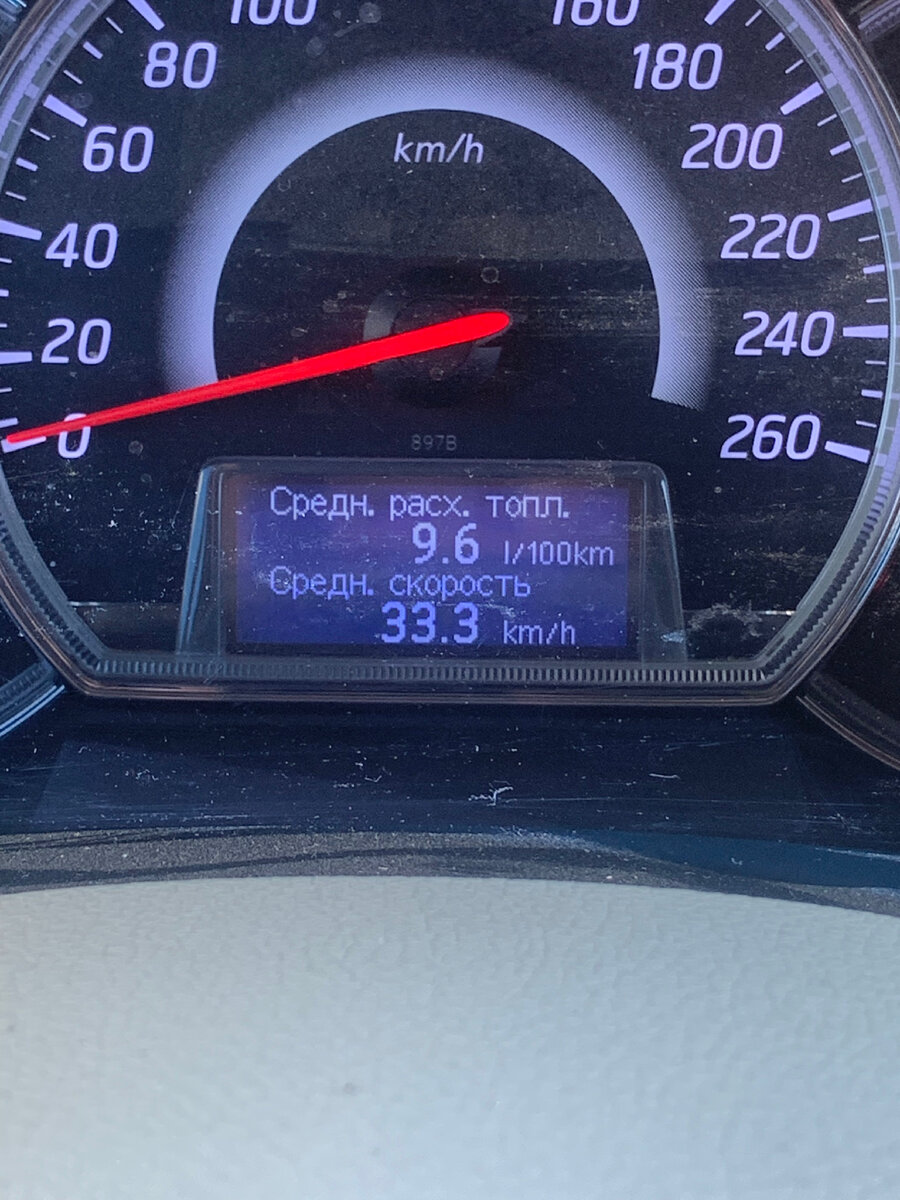 100
160
80
180
km/h
60
200
40
220
20
240
0
260
897B
Средн. расх. топл.
9.6 l/100km
Средн. скорость
33.3 km/h